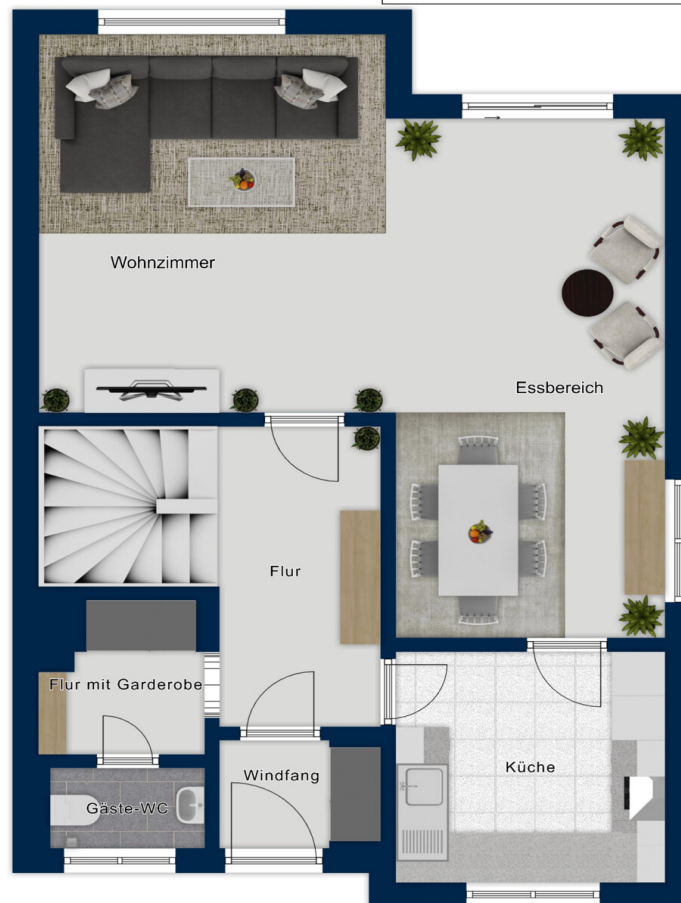 Wohnzimmer
Essbereich
Flur
Flur mit Garderobe
Küche
Windfang
Gäste-WC